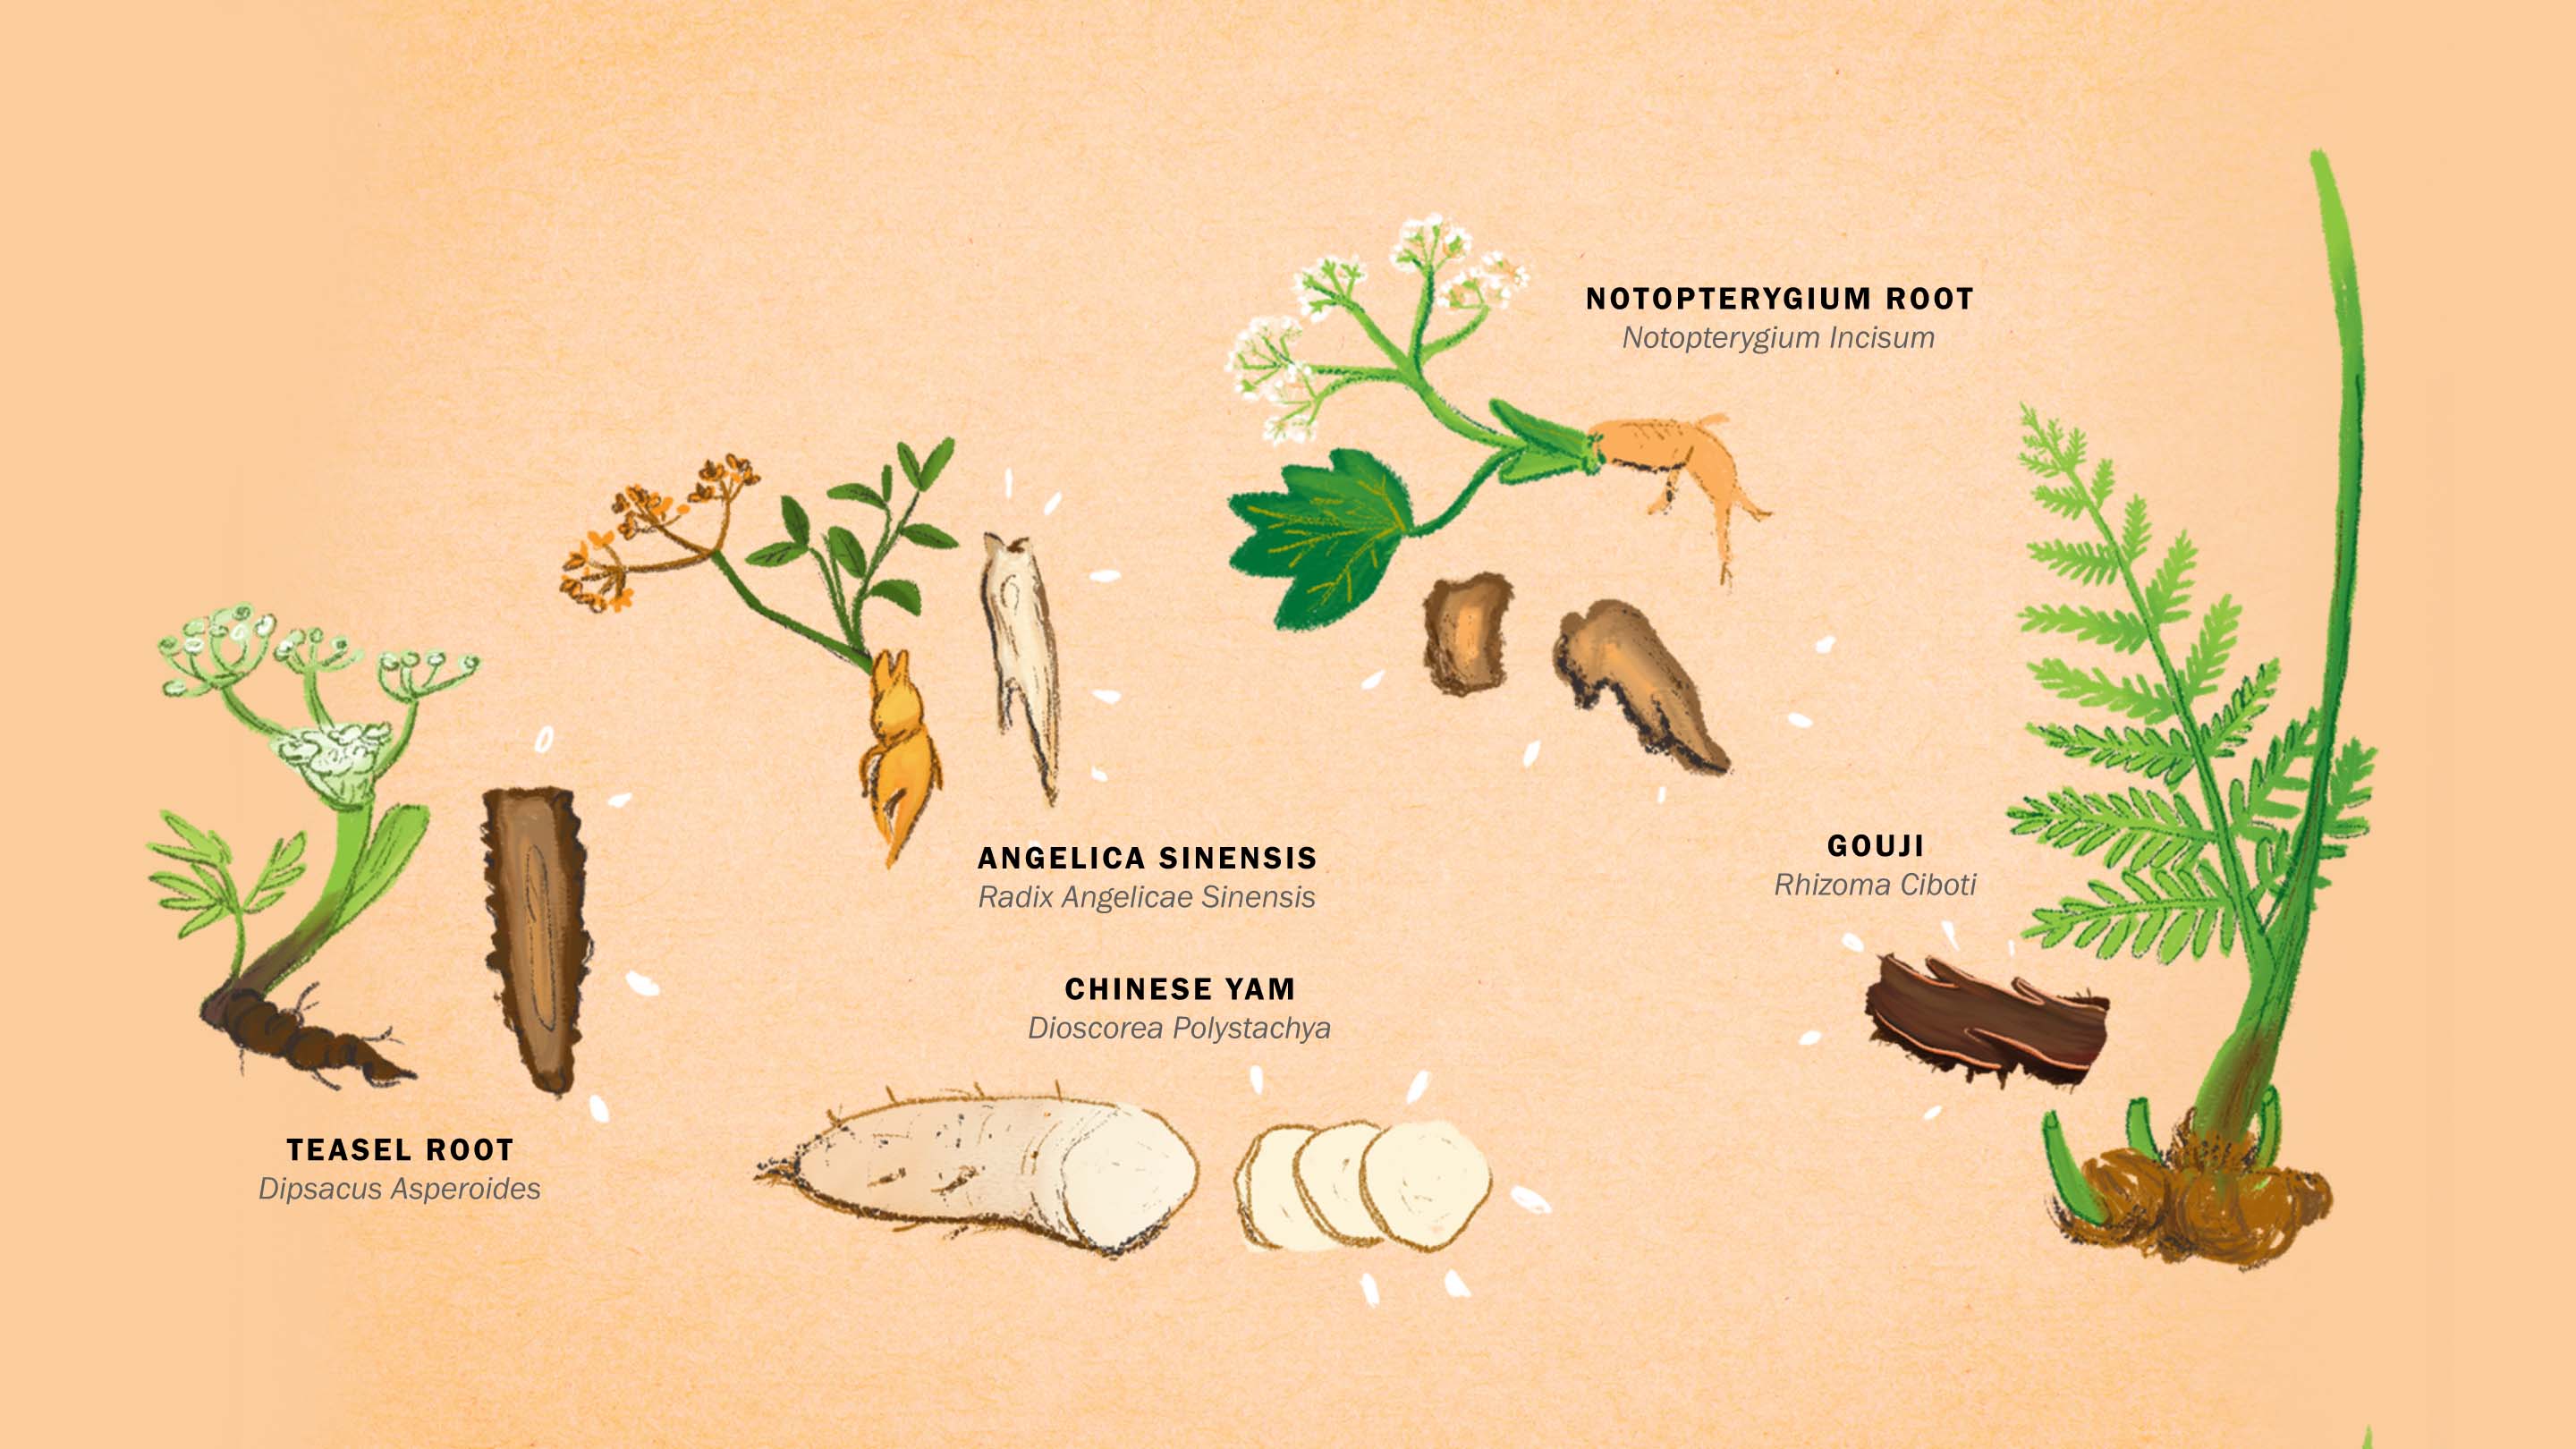 NOTOPTERYGIUM ROOT
Notopterygium Incisum
ANGELICA SINENSIS
Radix Angelicae Sinensis
GOUJI
Rhizoma Ciboti
CHINESE YAM
Dioscorea Polystachya
TEASEL ROOT
Dipsacus Asperoides